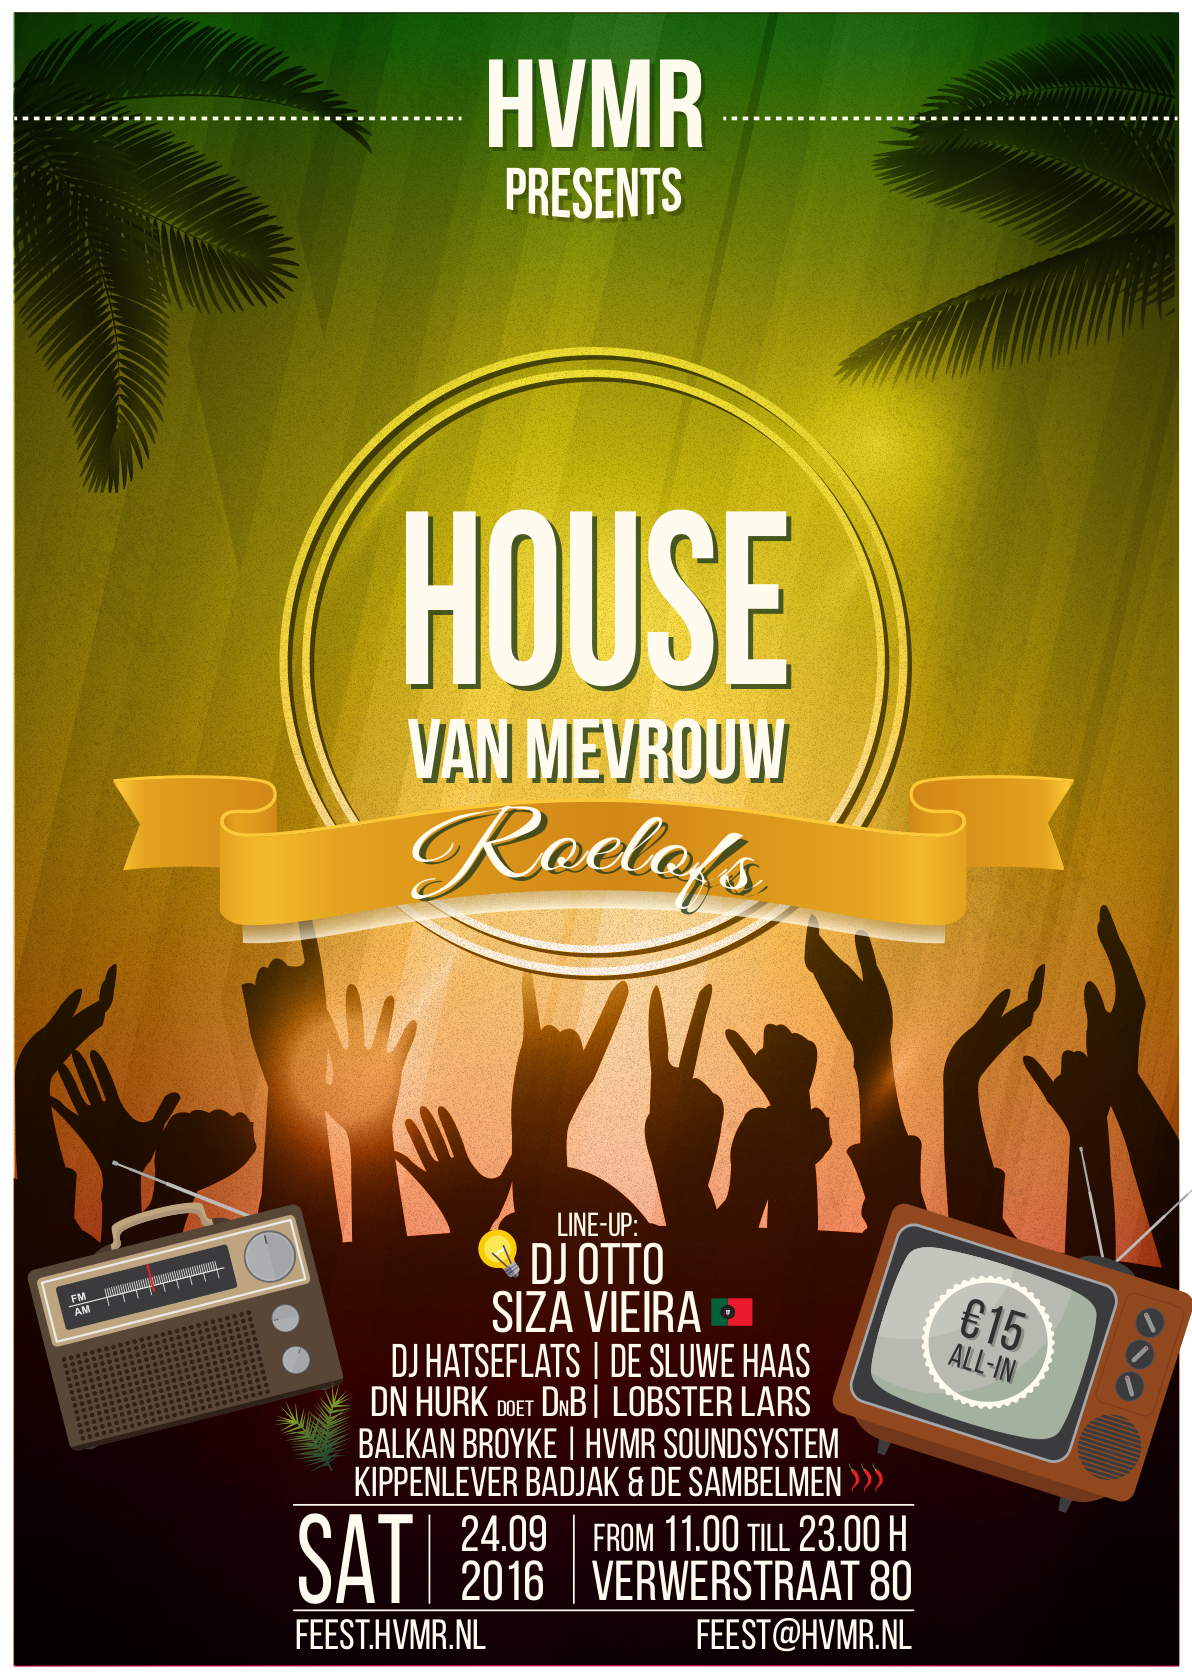 HVMR
PRESENTS
HOUSE
VAN MEVROUW
Roelofs
LINE-UP:
DJ OTTO
SIZA VIEIRA
DJ HATSEFLATS | DE SLUWE HAAS
DN HURK DOET DNB | LOBSTER LARS
BALKAN BROYKE | HVMR SOUNDSYSTEM
KIPPENLEVER BADJAK & DE SAMBELMEN
FM
AM
€15
ALL-IN
SAT | 24.09 | FROM 11.00 TILL 23.00 H
2016 | VERWERSTRAAT 80
FEEST.HVMR.NL FEEST@HVMR.NL